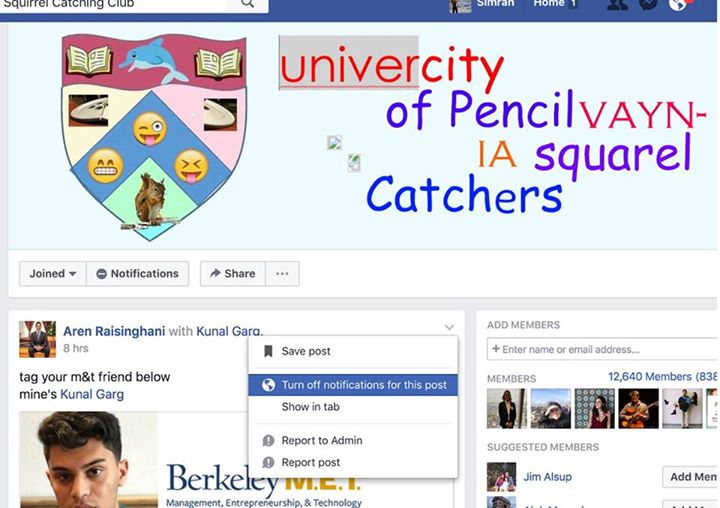 Squirrel Catching Club
Simran
Home 1
univercity
of PencilVAYN-
IA squarel
Catchers
Joined
Notifications
Share
Aren Raisinghani with Kunal Garg.
8 hrs
tag your m&t friend below
mine's Kunal Garg
Save post
Turn off notifications for this post
Show in tab
Report to Admin
Report post
Berkeley M.E.T.
Management, Entrepreneurship, & Technology
ADD MEMBERS
+ Enter name or email address...
MEMBERS
12,640 Members (838
SUGGESTED MEMBERS
Jim Alsup
Add Mem